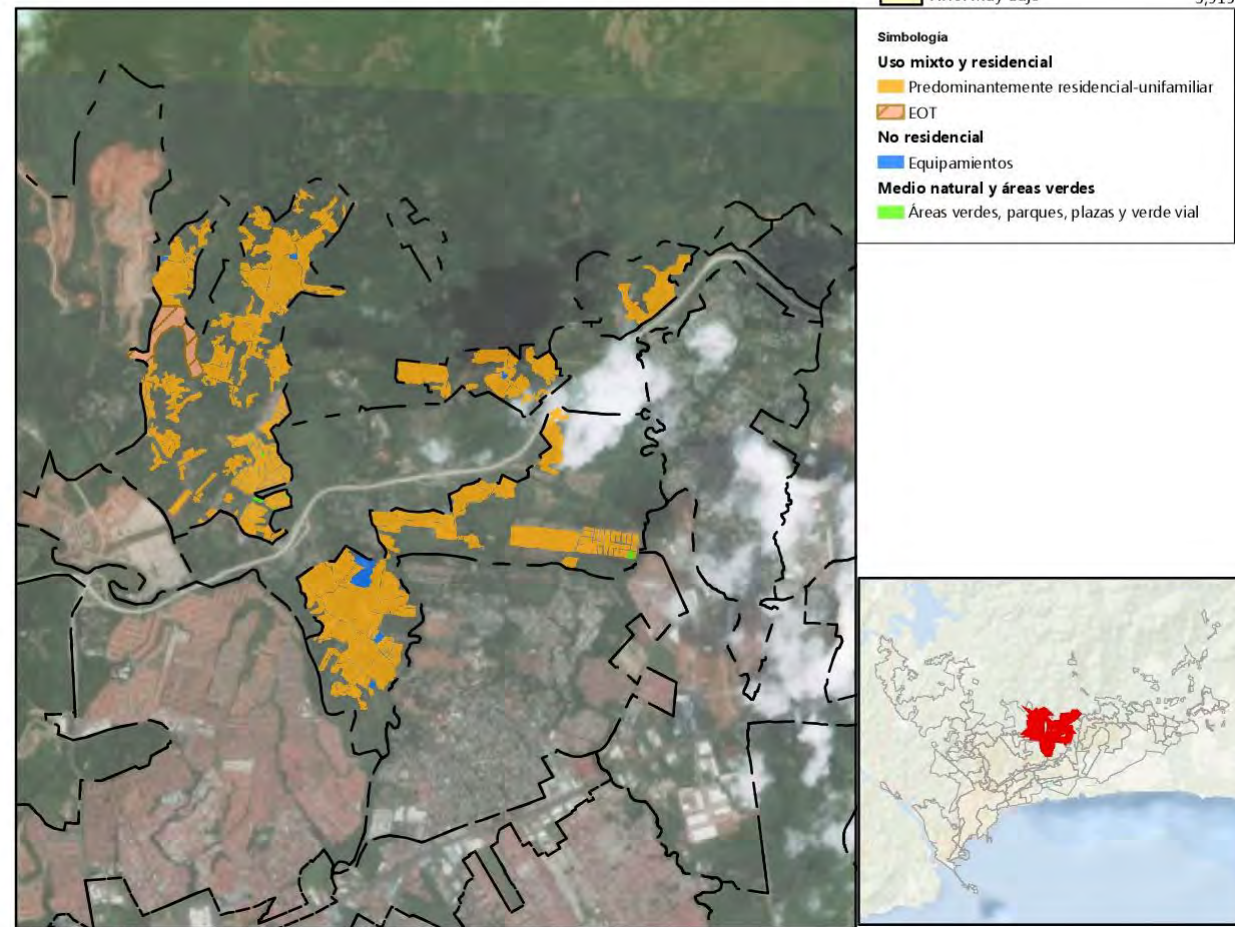 Simbología
Uso mixto y residencial
Predominantemente residencial-unifamiliar
EOT
No residencial
Equipamientos
Medio natural y áreas verdes
Áreas verdes, parques, plazas y verde vial